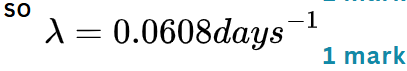 so
λ = 0.0608days⁻¹
1 mark